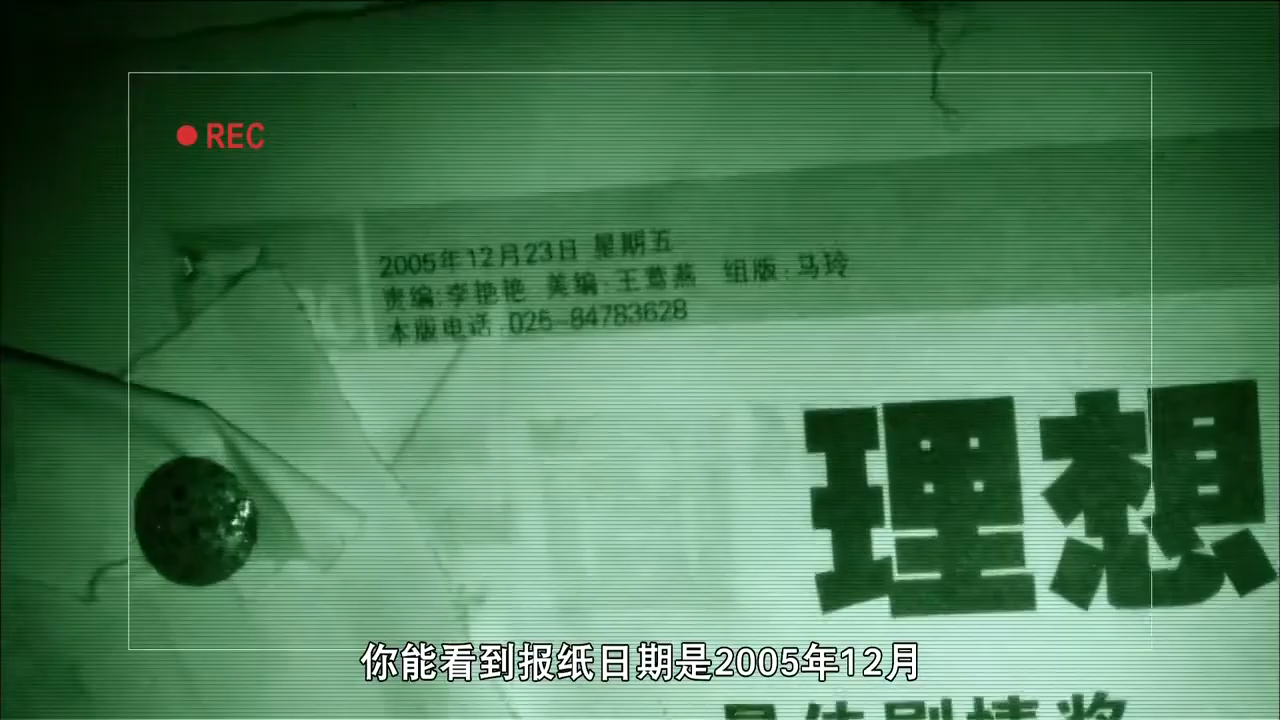 REC
2005年12月23日 星期五
责编:李艳艳 美编:王薏燕 组版:马玲
本版电话:025-84783628
理想
你能看到报纸日期是2005年12月